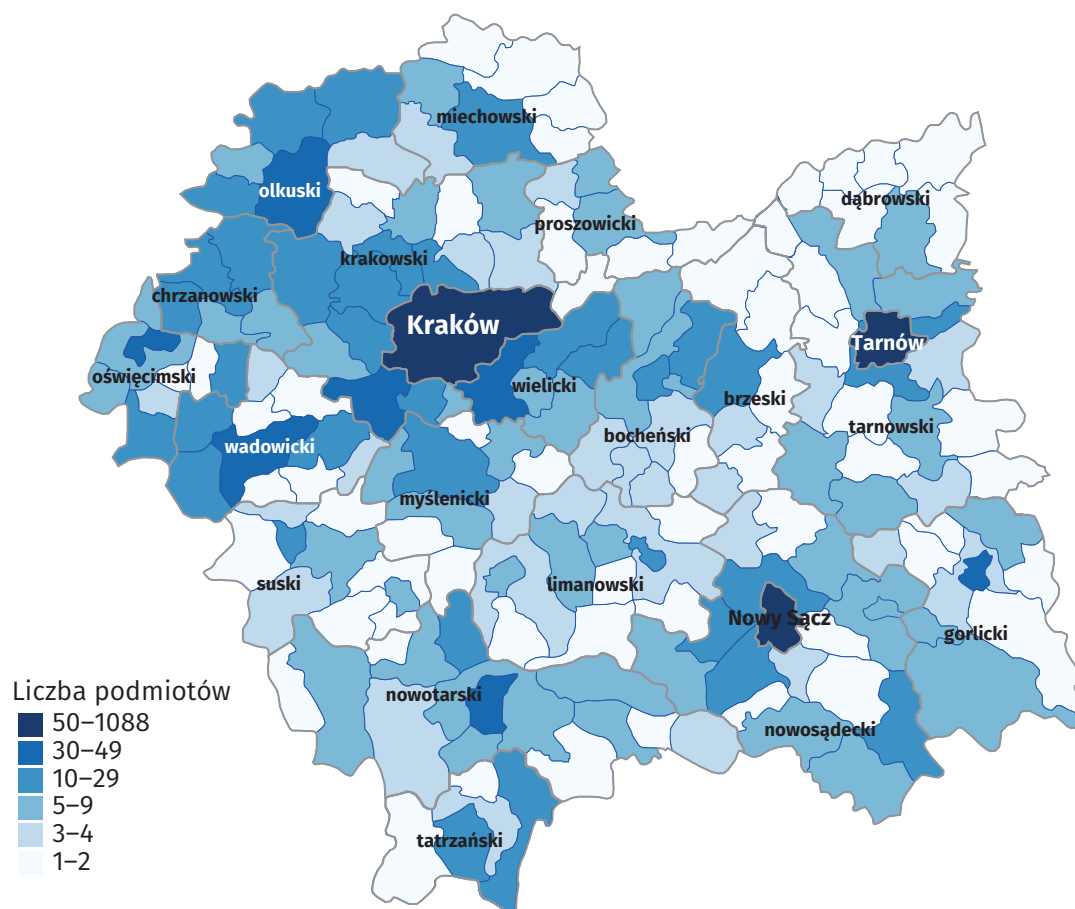 miechowski
olkuski
dąbrowski
proszowicki
krakowski
chrzanowski
Kraków
Tarnów
oświęcimski
wielicki
brzeski
tarnowski
bocheński
wadowicki
myślenicki
suski
limanowski
Nowy Sącz
gorlicki
nowotarski
nowosądecki
tatrzański
Liczba podmiotów
50–1088
30–49
10–29
5–9
3–4
1–2